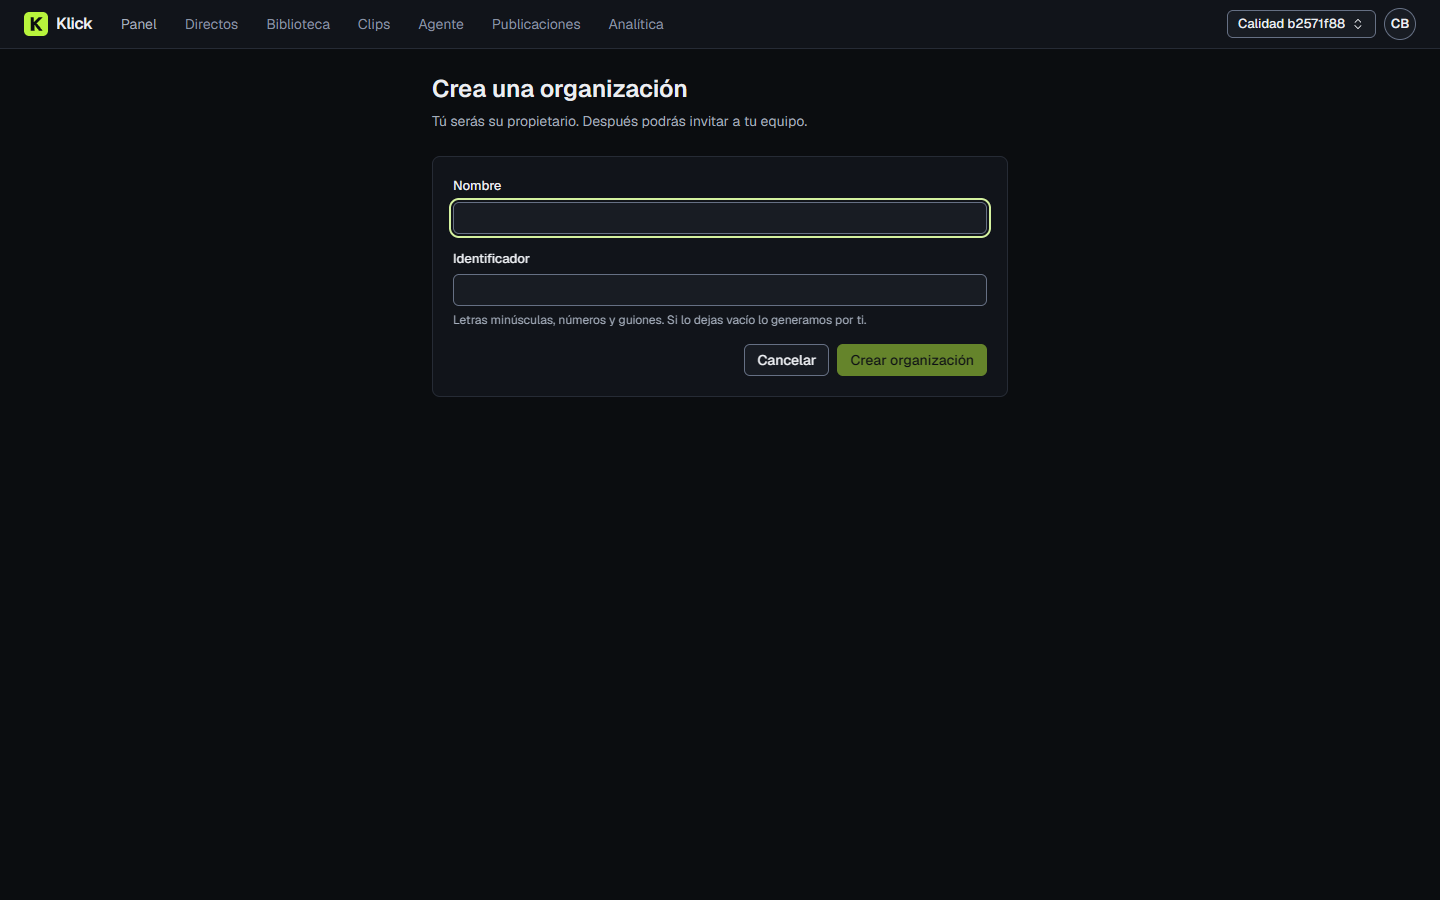 K Klick Panel Directos Biblioteca Clips Agente Publicaciones Analítica Calidad b2571f88 CB
Crea una organización
Tú serás su propietario. Después podrás invitar a tu equipo.
Nombre
Identificador
Letras minúsculas, números y guiones. Si lo dejas vacío lo generamos por ti.
Cancelar Crear organización